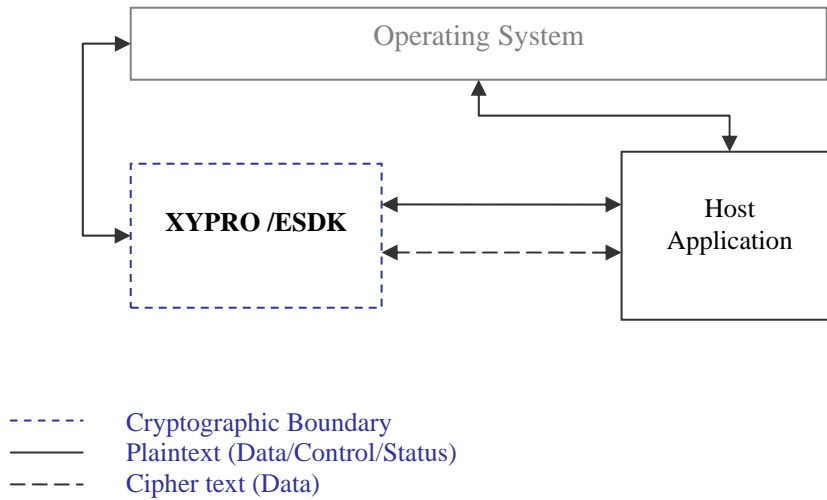 Operating System
XYPRO /ESDK
Host
Application
Cryptographic Boundary
Plaintext (Data/Control/Status)
Cipher text (Data)